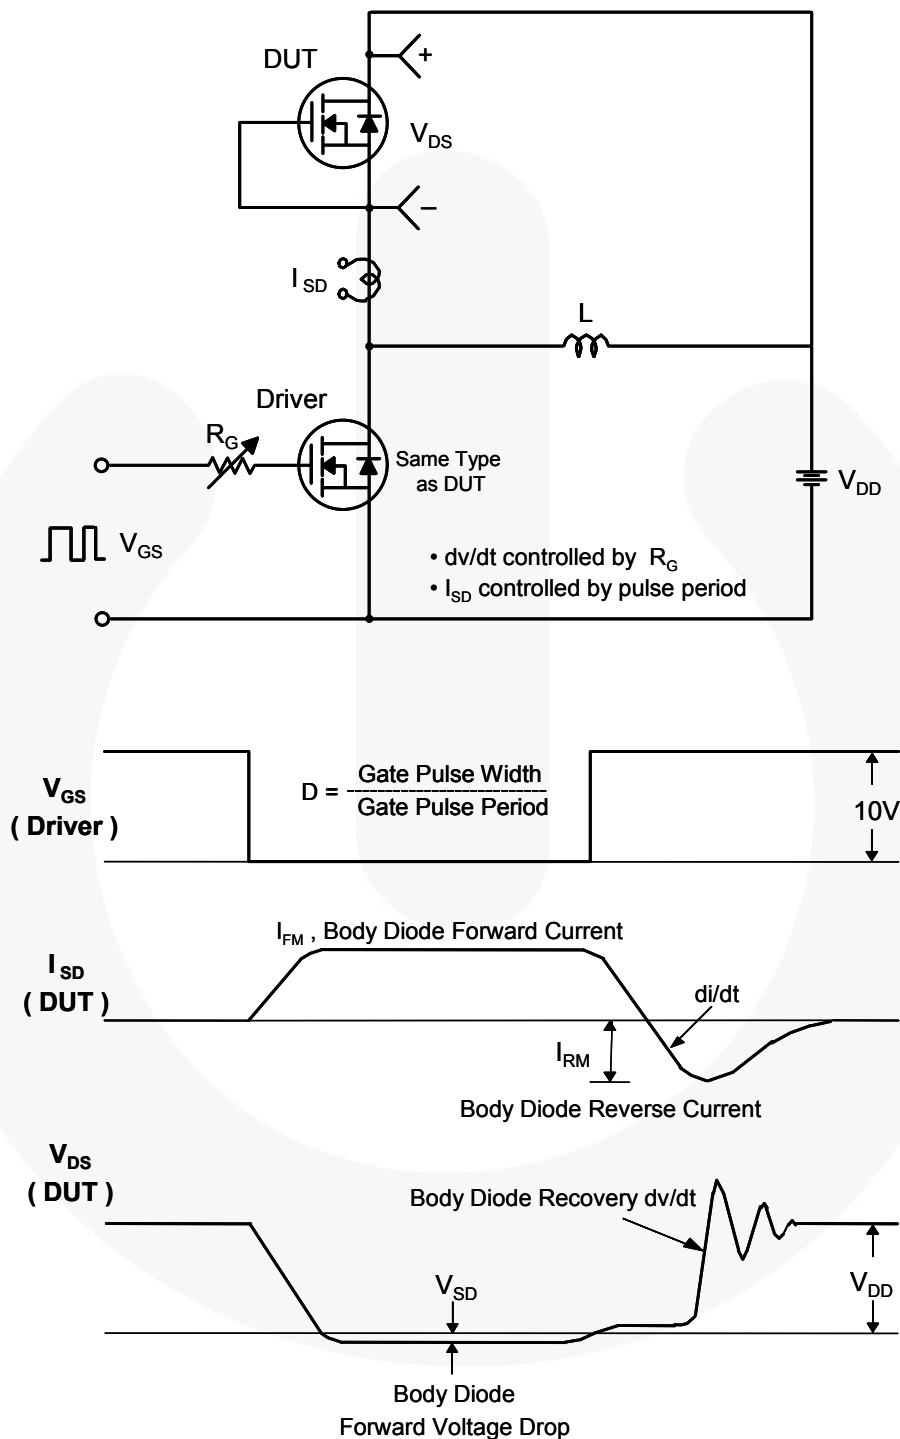 DUT
+
V_DS
−
I_SD
L
Driver
R_G
Same Type
as DUT
V_DD
V_GS
• dv/dt controlled by R_G
• I_SD controlled by pulse period
V_GS
( Driver )
D = Gate Pulse Width
Gate Pulse Period
10V
I_FM , Body Diode Forward Current
I_SD
( DUT )
di/dt
I_RM
Body Diode Reverse Current
V_DS
( DUT )
Body Diode Recovery dv/dt
V_SD
V_DD
Body Diode
Forward Voltage Drop